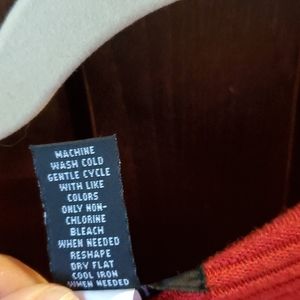 MACHINE
WASH COLD
GENTLE CYCLE
WITH LIKE
COLORS
ONLY NON-
CHLORINE
BLEACH
WHEN NEEDED
RESHAPE
DRY FLAT
COOL IRON
WHEN NEEDED